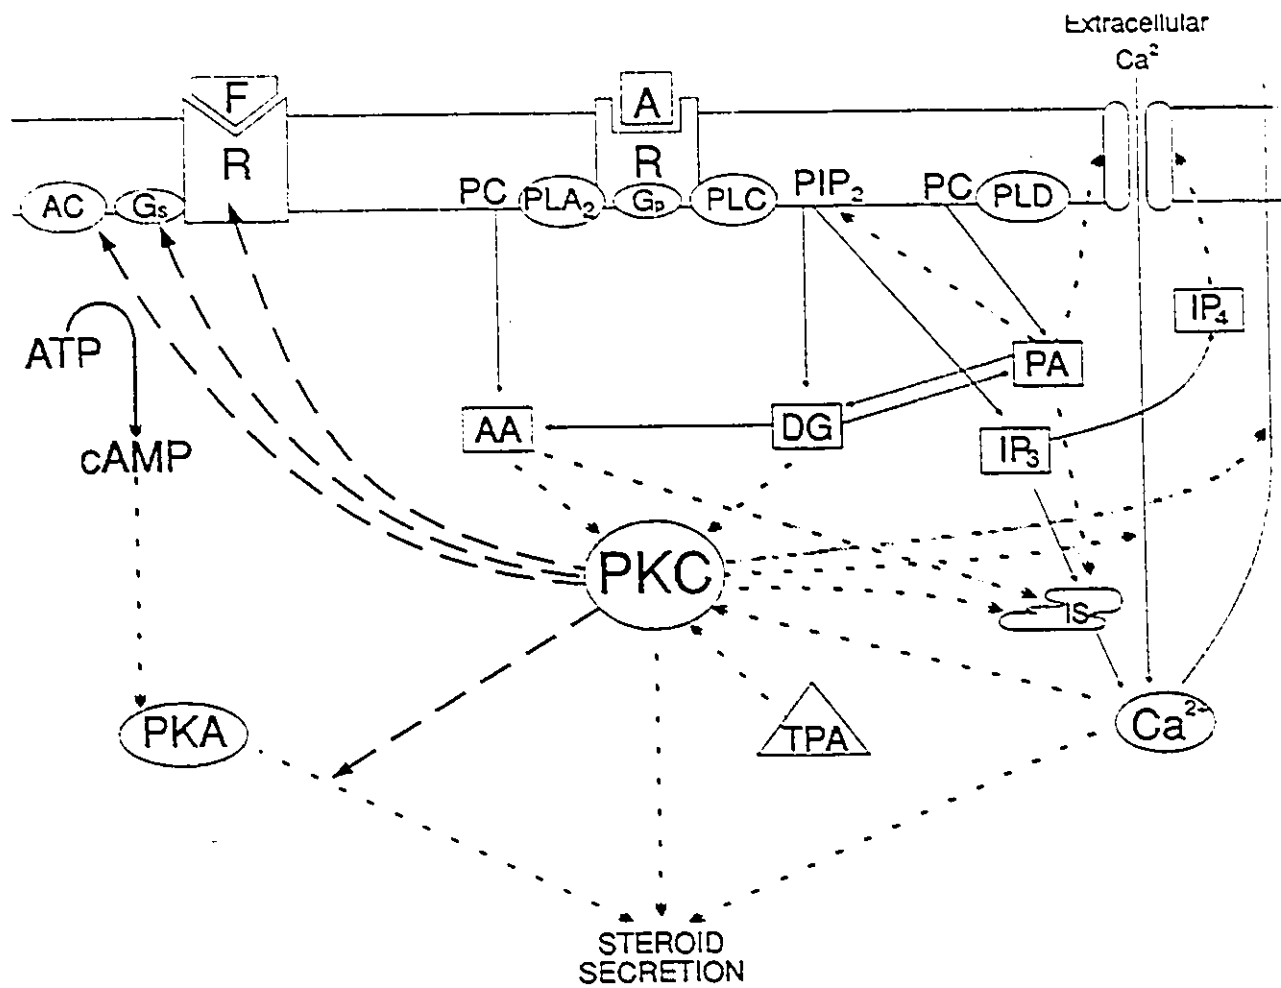 Extracellular
Ca²
F
A
R
R
AC
Gs
PC
PLA₂
Gp
PLC
PIP₂
PC
PLD
IP₄
ATP
PA
AA
DG
IP₃
cAMP
PKC
IS
PKA
TPA
Ca²⁺
STEROID
SECRETION